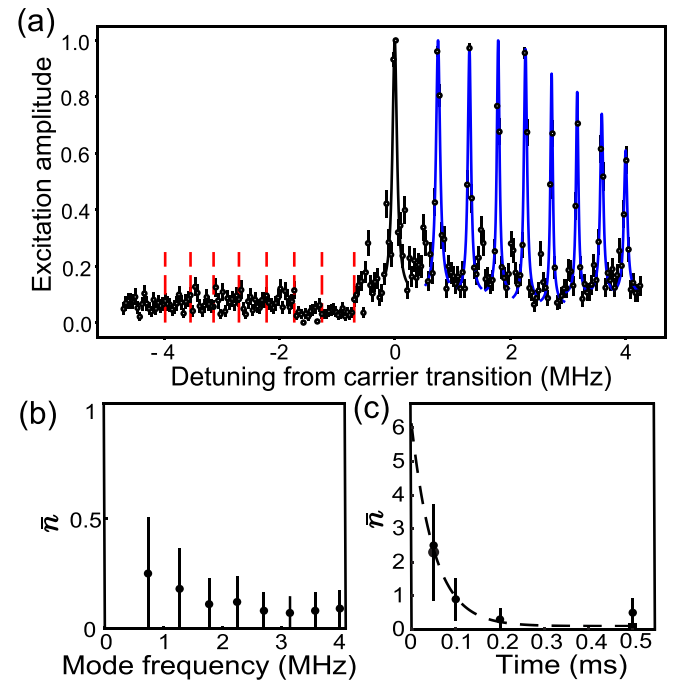 (a)
Excitation amplitude
1.0
0.8
0.6
0.4
0.2
0.0
-4 -2 0 2 4
Detuning from carrier transition (MHz)
(b)
n̄
1
0.5
0
0 1 2 3 4
Mode frequency (MHz)
(c)
n̄
6
5
4
3
2
1
0
0 0.1 0.2 0.3 0.4 0.5
Time (ms)